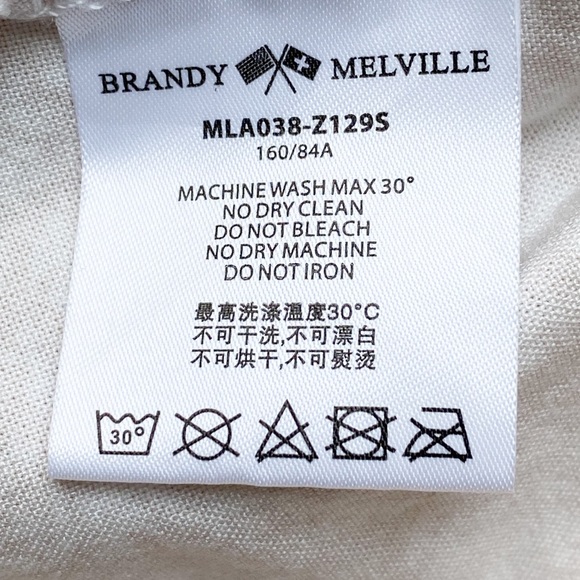 BRANDY MELVILLE
MLA038-Z129S
160/84A
MACHINE WASH MAX 30°
NO DRY CLEAN
DO NOT BLEACH
NO DRY MACHINE
DO NOT IRON
最高洗涤溫度30°C
不可干洗,不可漂白
不可烘干,不可熨烫
30°